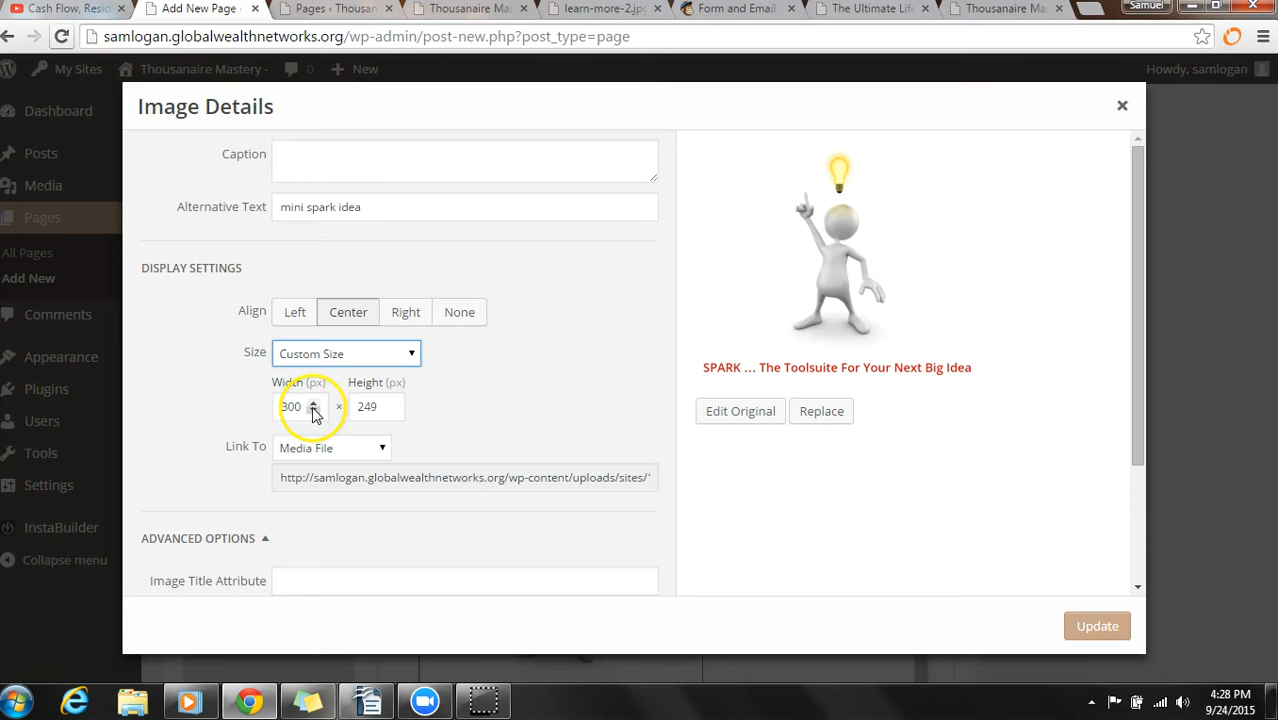 Cash Flow, Resid
Add New Page
Pages ‹ Thousan
Thousanaire Mas
learn-more-2.jpg
Form and Email
The Ultimate Life
Thousanaire Mas
Samuel
samlogan.globalwealthnetworks.org/wp-admin/post-new.php?post_type=page
My Sites
Thousanaire Mastery -
0
New
Howdy, samlogan
Dashboard
Posts
Media
Pages
All Pages
Add New
Comments
Appearance
Plugins
Users
Tools
Settings
InstaBuilder
Collapse menu
Image Details
Caption
Alternative Text
mini spark idea
DISPLAY SETTINGS
Align
Left
Center
Right
None
Size
Custom Size
Width (px)
Height (px)
300
×
249
Link To
Media File
http://samlogan.globalwealthnetworks.org/wp-content/uploads/sites/
ADVANCED OPTIONS
Image Title Attribute
SPARK ... The Toolsuite For Your Next Big Idea
Edit Original
Replace
Update
4:28 PM
9/24/2015